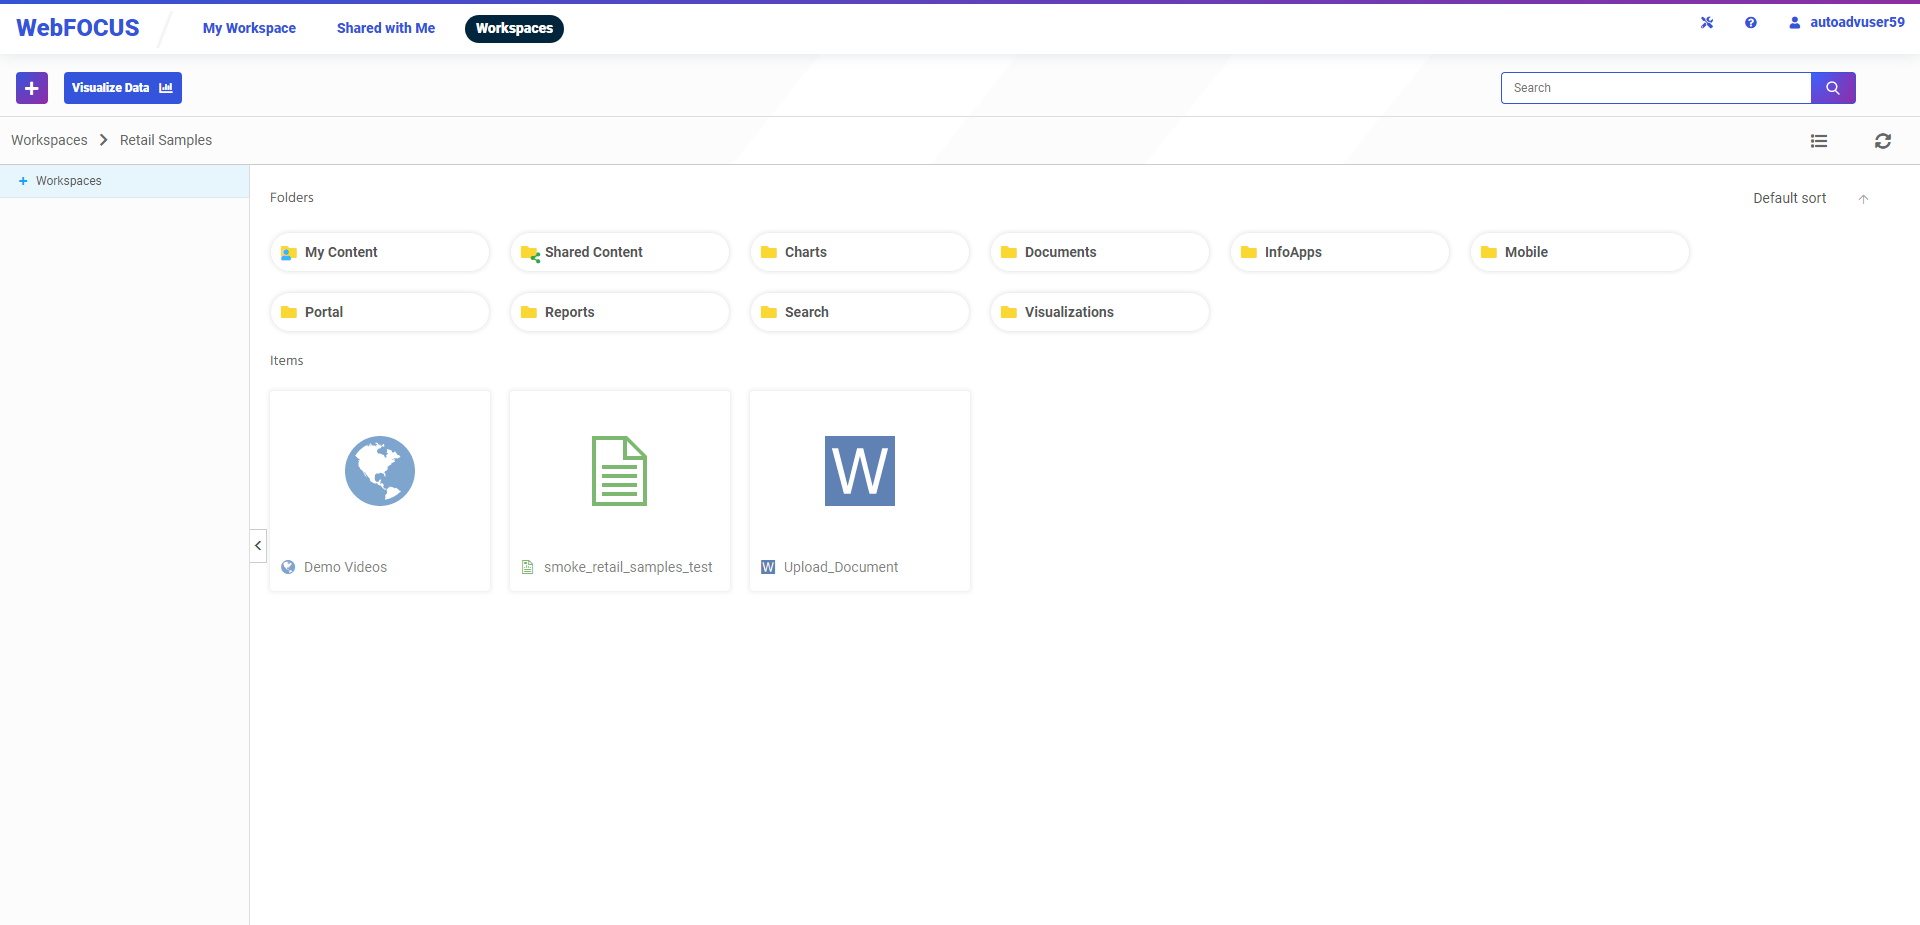 WebFOCUS
My Workspace
Shared with Me
Workspaces
autoadvuser59
Visualize Data
Search
Workspaces > Retail Samples
+ Workspaces
Folders
Default sort
My Content
Shared Content
Charts
Documents
InfoApps
Mobile
Portal
Reports
Search
Visualizations
Items
W
Demo Videos
smoke_retail_samples_test
W Upload_Document